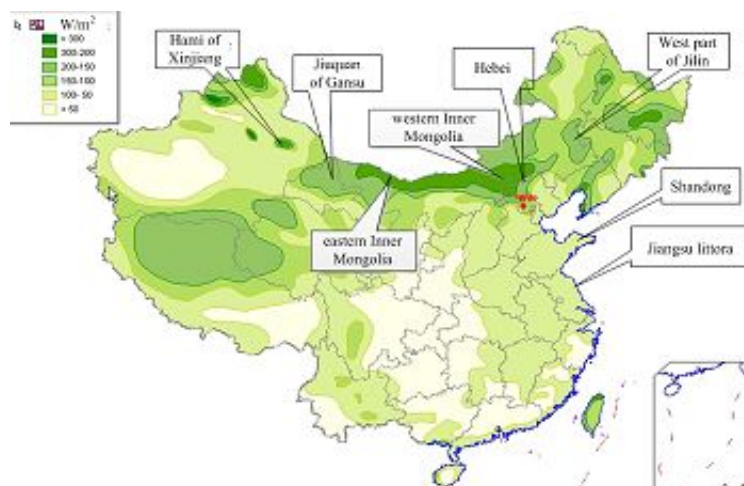 W/m²
> 300
300-200
200-150
150-100
100- 50
< 50
Hami of
Xinjiang
Jiuquan
of Gansu
Hebei
West part
of Jilin
western Inner
Mongolia
Shandong
eastern Inner
Mongolia
Jiangsu littora